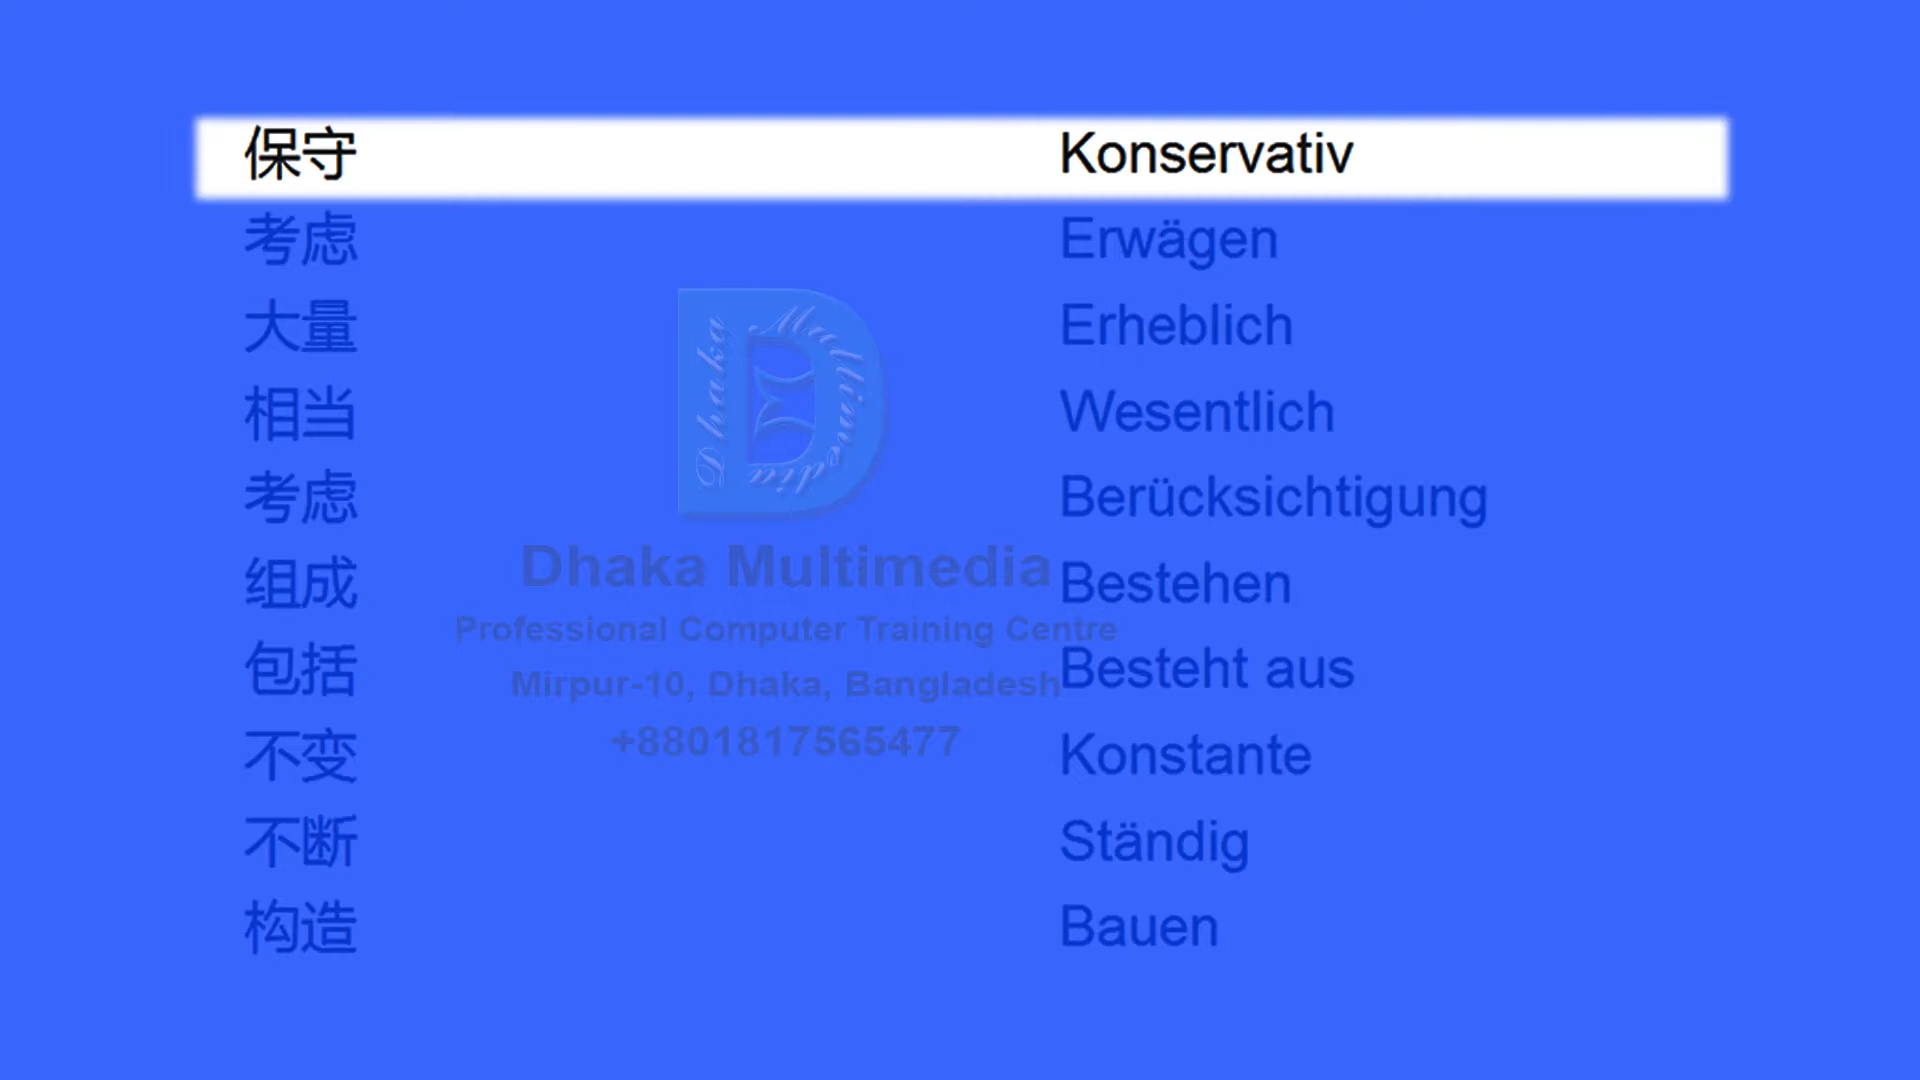 保守 Konservativ
考虑 Erwägen
大量 Erheblich
相当 Wesentlich
考虑 Berücksichtigung
组成 Bestehen
包括 Besteht aus
不变 Konstante
不断 Ständig
构造 Bauen
Dhaka Multimedia
Dhaka Multimedia
Professional Computer Training Centre
Mirpur-10, Dhaka, Bangladesh
+8801817565477